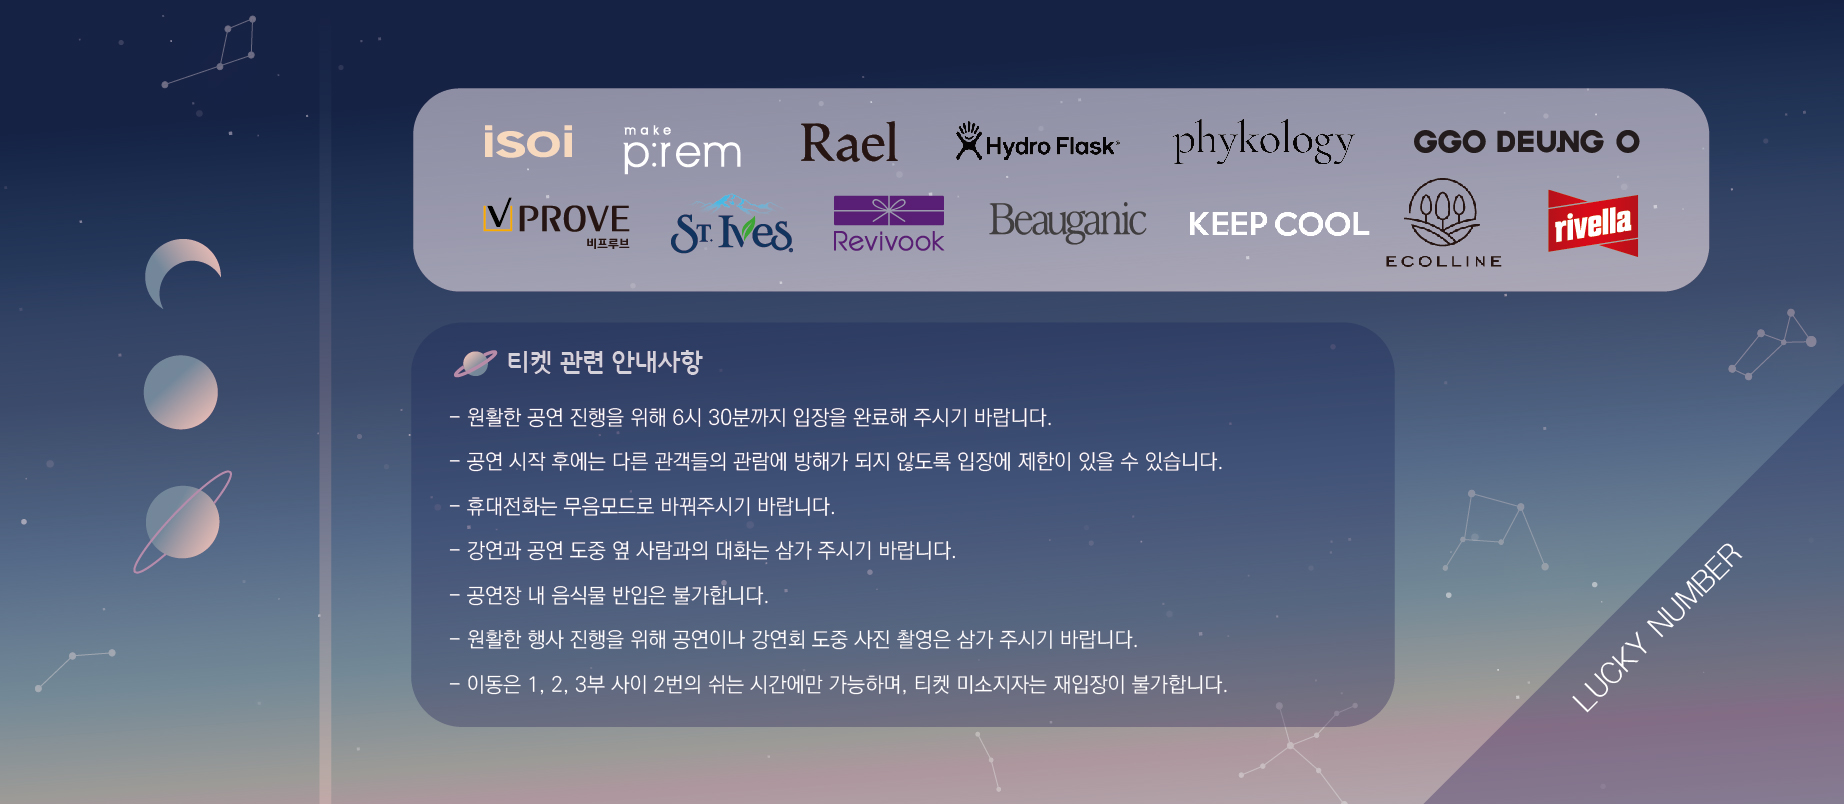 isoi
make
p:rem
Rael
Hydro Flask
phykology
GGO DEUNG O
VPROVE
비프루브
ST. IVES
Revivook
Beauganic
KEEP COOL
ECOLLINE
rivella
티켓 관련 안내사항
- 원활한 공연 진행을 위해 6시 30분까지 입장을 완료해 주시기 바랍니다.
- 공연 시작 후에는 다른 관객들의 관람에 방해가 되지 않도록 입장에 제한이 있을 수 있습니다.
- 휴대전화는 무음모드로 바꿔주시기 바랍니다.
- 강연과 공연 도중 옆 사람과의 대화는 삼가 주시기 바랍니다.
- 공연장 내 음식물 반입은 불가합니다.
- 원활한 행사 진행을 위해 공연이나 강연회 도중 사진 촬영은 삼가 주시기 바랍니다.
- 이동은 1, 2, 3부 사이 2번의 쉬는 시간에만 가능하며, 티켓 미소지자는 재입장이 불가합니다.
LUCKY NUMBER